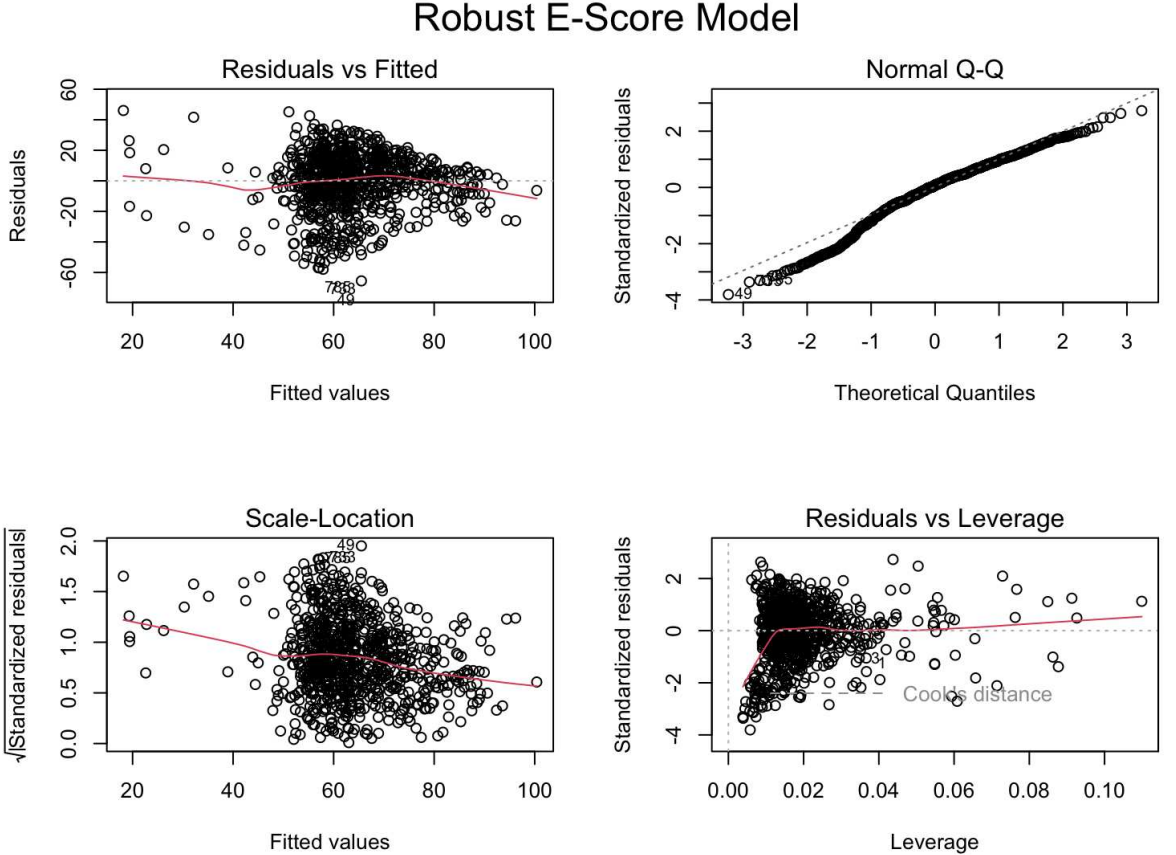 Robust E-Score Model
Residuals vs Fitted
Residuals
60
20
-20
-60
49
20 40 60 80 100
Fitted values
Normal Q-Q
Standardized residuals
2
0
-2
-4
49
-3 -2 -1 0 1 2 3
Theoretical Quantiles
Scale-Location
√|Standardized residuals|
2.0
1.5
1.0
0.5
0.0
49
20 40 60 80 100
Fitted values
Residuals vs Leverage
Standardized residuals
2
0
-2
-4
Cook's distance
0.00 0.02 0.04 0.06 0.08 0.10
Leverage